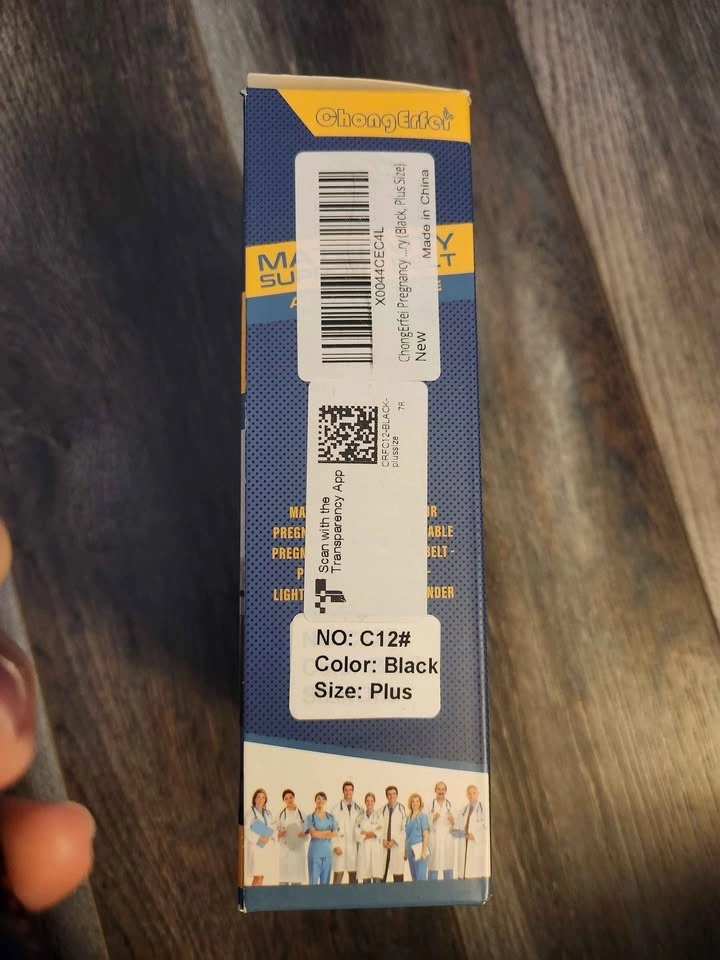 ChongErfei
X0044CEC4L
ChongErfei Pregnancy ...ry (Black, Plus Size)
New
Made in China
CRFC12-BLACK-
plussize
Scan with the
Transparency App
NO: C12#
Color: Black
Size: Plus